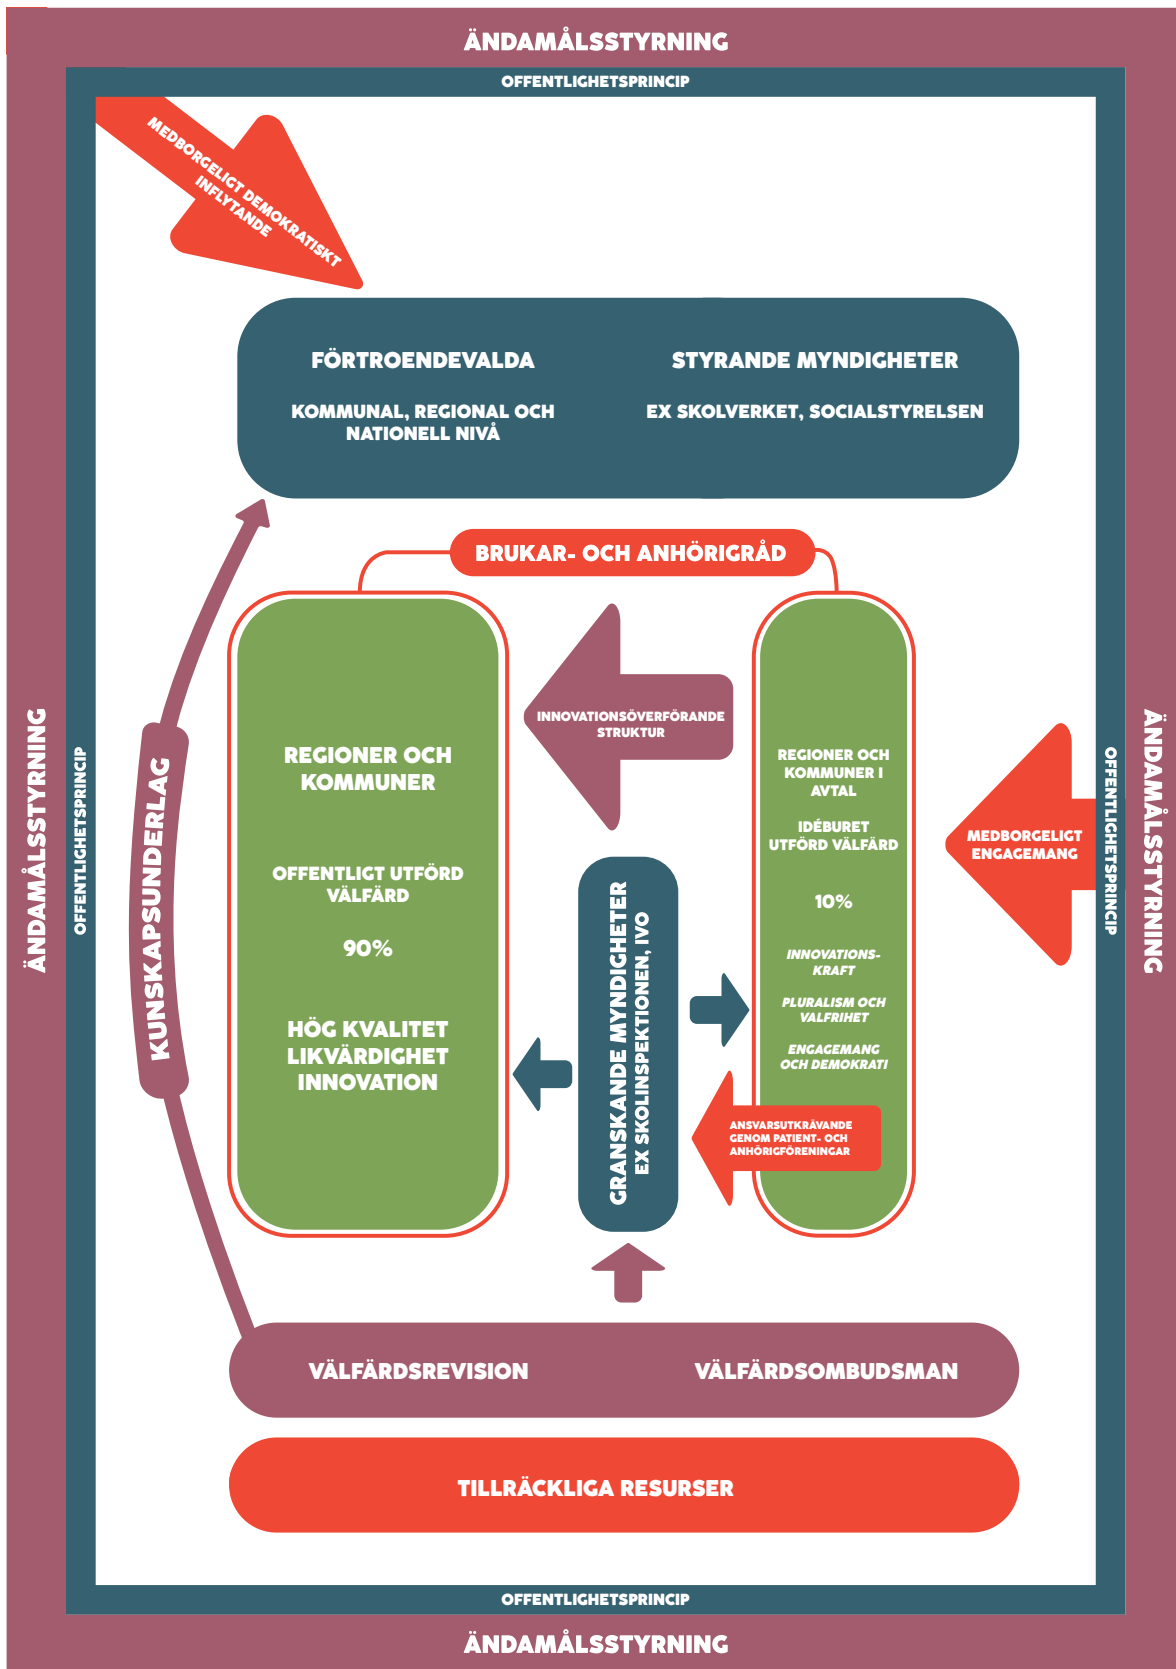 ÄNDAMÅLSSTYRNING
OFFENTLIGHETSPRINCIP
MEDBORGELIGT DEMOKRATISKT
INFLYTANDE
FÖRTROENDEVALDA
KOMMUNAL, REGIONAL OCH
NATIONELL NIVÅ
STYRANDE MYNDIGHETER
EX SKOLVERKET, SOCIALSTYRELSEN
BRUKAR- OCH ANHÖRIGRÅD
ÄNDAMÅLSSTYRNING
OFFENTLIGHETSPRINCIP
KUNSKAPSUNDERLAG
REGIONER OCH
KOMMUNER
OFFENTLIGT UTFÖRD
VÄLFÄRD
90%
HÖG KVALITET
LIKVÄRDIGHET
INNOVATION
INNOVATIONSÖVERFÖRANDE
STRUKTUR
GRANSKANDE MYNDIGHETER
EX SKOLINSPEKTIONEN, IVO
REGIONER OCH
KOMMUNER I
AVTAL
IDÉBURET
UTFÖRD VÄLFÄRD
10%
INNOVATIONS-
KRAFT
PLURALISM OCH
VALFRIHET
ENGAGEMANG
OCH DEMOKRATI
ANSVARSUTKRÄVANDE
GENOM PATIENT- OCH
ANHÖRIGFÖRENINGAR
MEDBORGELIGT
ENGAGEMANG
OFFENTLIGHETSPRINCIP
ÄNDAMÅLSSTYRNING
VÄLFÄRDSREVISION
VÄLFÄRDSOMBUDSMAN
TILLRÄCKLIGA RESURSER
OFFENTLIGHETSPRINCIP
ÄNDAMÅLSSTYRNING